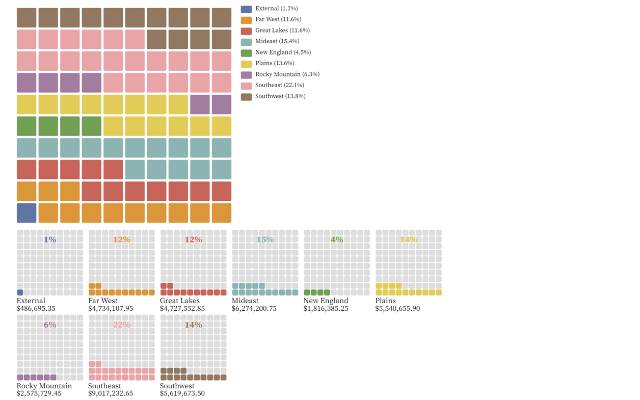 External (1.2%)
Far West (11.6%)
Great Lakes (11.6%)
Mideast (15.4%)
New England (4.5%)
Plains (13.6%)
Rocky Mountain (6.3%)
Southeast (22.1%)
Southwest (13.8%)
1% 12% 12% 15% 4% 14%
External Far West Great Lakes Mideast New England Plains
$486,695.35 $4,734,107.95 $4,727,552.85 $6,274,200.75 $1,816,385.25 $5,540,655.90
6% 22% 14%
Rocky Mountain Southeast Southwest
$2,575,729.45 $9,017,232.65 $5,619,673.50